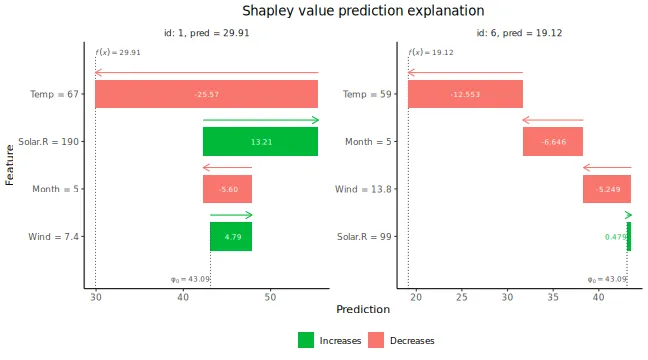 Shapley value prediction explanation
id: 1, pred = 29.91
id: 6, pred = 19.12
f(x) = 29.91
f(x) = 19.12
Feature
Temp = 67
-25.57
Solar.R = 190
13.21
Month = 5
-5.60
Wind = 7.4
4.79
φ₀ = 43.09
30 40 50
Temp = 59
-12.553
Month = 5
-6.646
Wind = 13.8
-5.249
Solar.R = 99
0.479
φ₀ = 43.09
20 25 30 35 40
Prediction
Increases Decreases